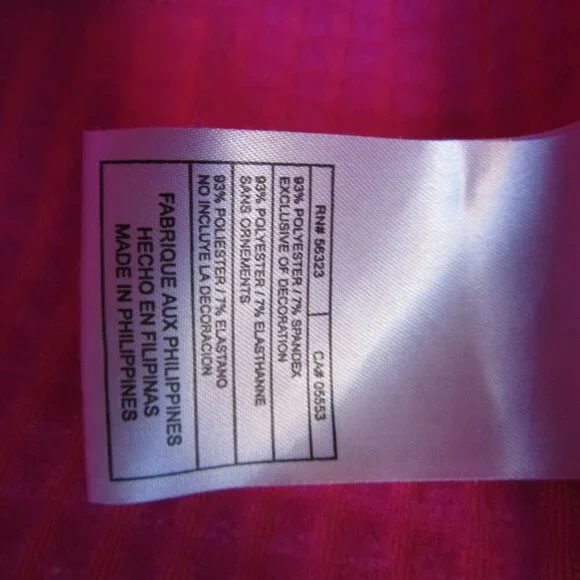 RN# 56323 CA# 05553
93% POLYESTER / 7% SPANDEX
EXCLUSIVE OF DECORATION
93% POLYESTER / 7% ELASTHANNE
SANS ORNEMENTS
93% POLIESTER / 7% ELASTANO
NO INCLUYE LA DECORACION
FABRIQUE AUX PHILIPPINES
HECHO EN FILIPINAS
MADE IN PHILIPPINES